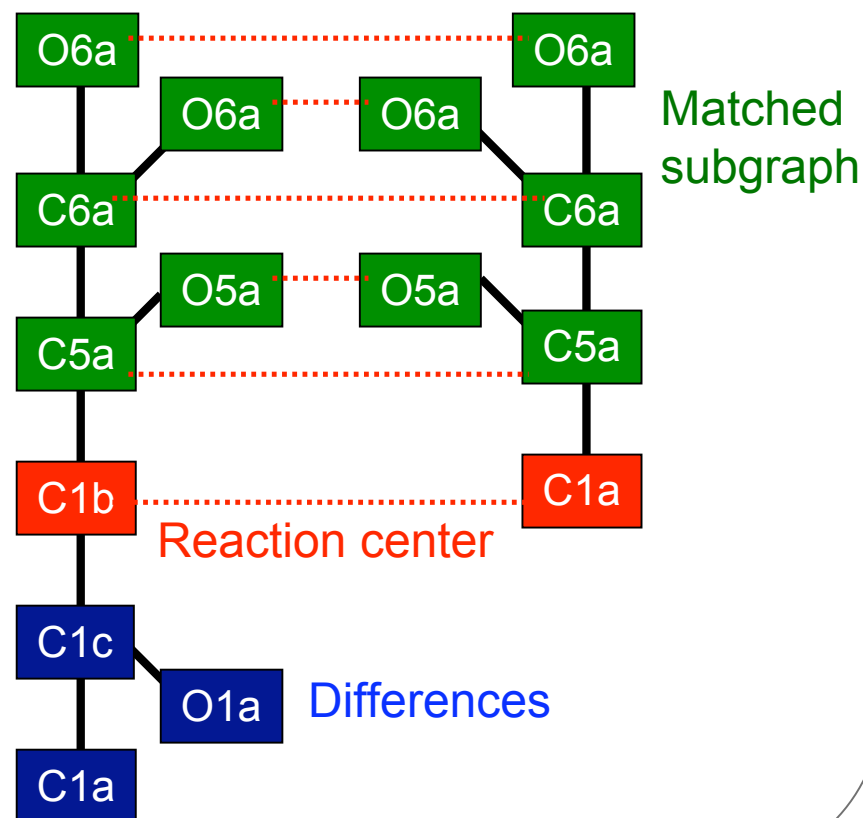 O6a
O6a
O6a
O6a
Matched
subgraph
C6a
C6a
O5a
O5a
C5a
C5a
C1b
C1a
Reaction center
C1c
O1a
Differences
C1a